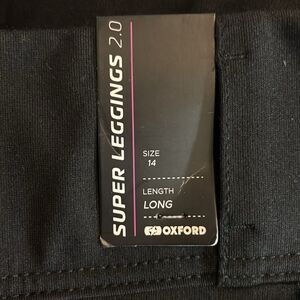 SUPER LEGGINGS 2.0
SIZE
14
LENGTH
LONG
OXFORD